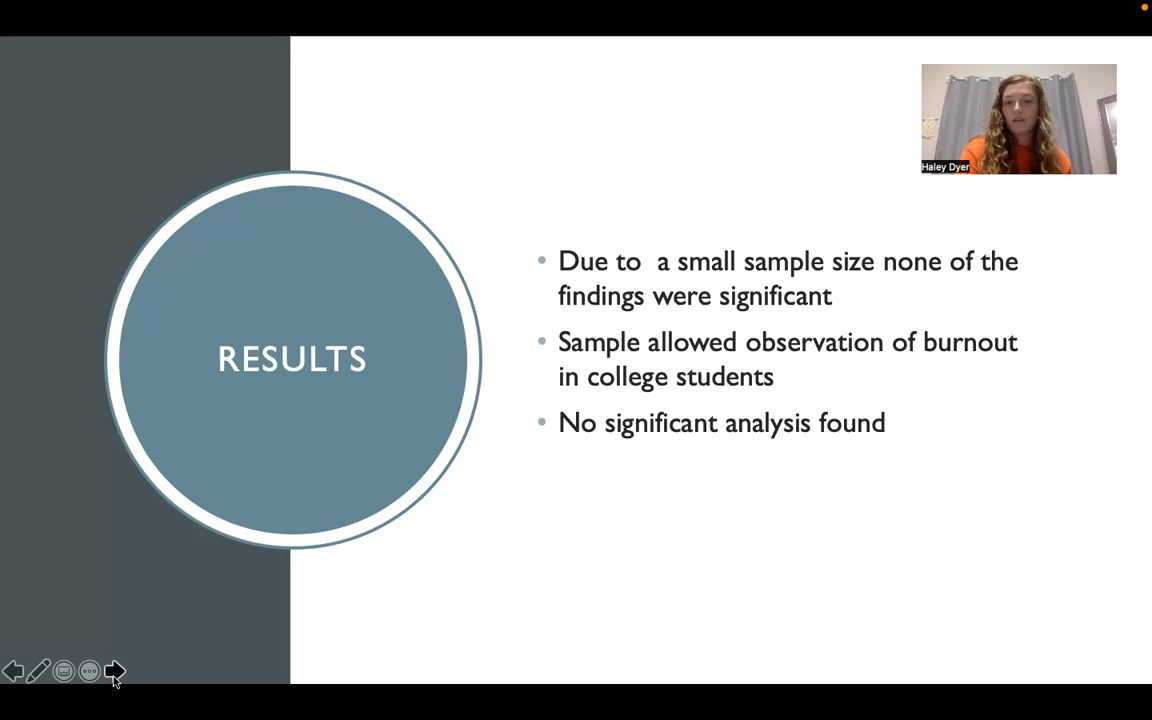 Haley Dyer
Due to  a small sample size none of the
findings were significant
Sample allowed observation of burnout
in college students
RESULTS
No significant analysis found